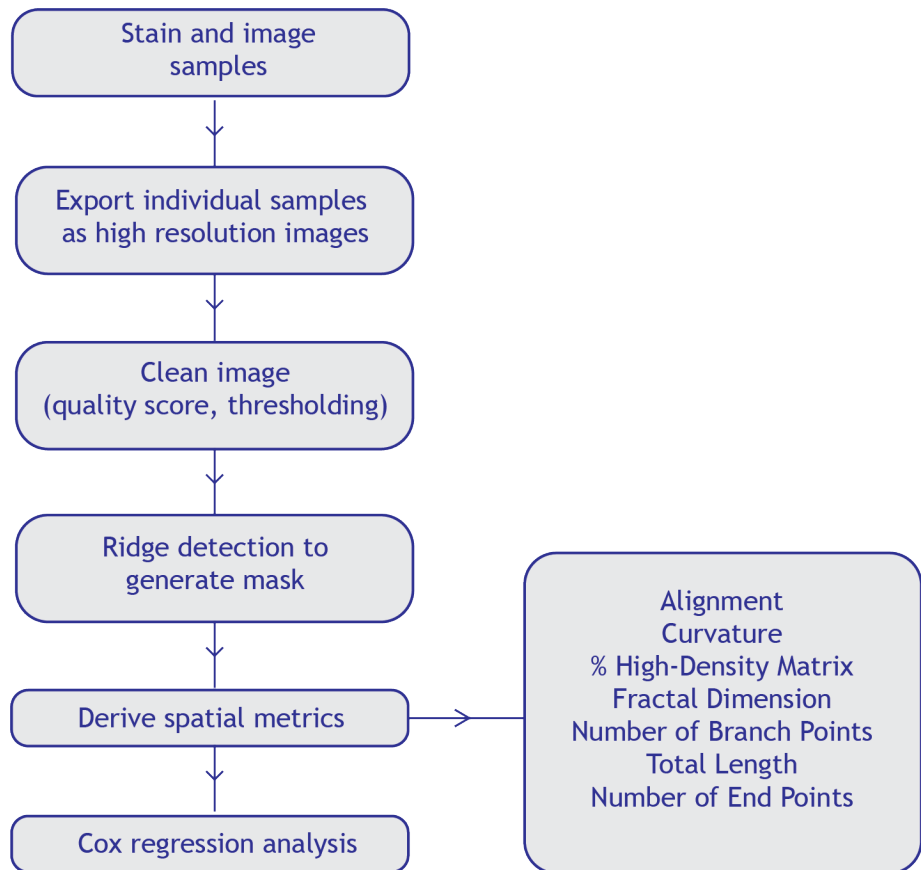 Stain and image
samples
Export individual samples
as high resolution images
Clean image
(quality score, thresholding)
Ridge detection to
generate mask
Derive spatial metrics
Alignment
Curvature
% High-Density Matrix
Fractal Dimension
Number of Branch Points
Total Length
Number of End Points
Cox regression analysis